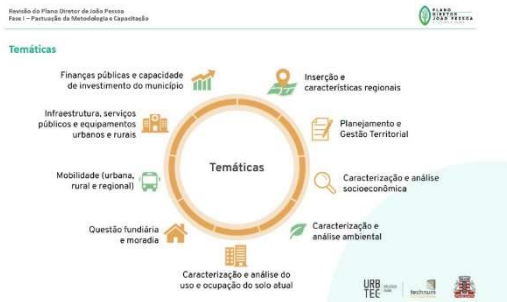 Revisão do Plano Diretor de João Pessoa
Fase I – Pactuação da Metodologia e Capacitação
PLANO
DIRETOR
JOÃO PESSOA
Temáticas
Finanças públicas e capacidade
de investimento do município
Inserção e
características regionais
Infraestrutura, serviços
públicos e equipamentos
urbanos e rurais
Planejamento e
Gestão Territorial
Temáticas
Mobilidade (urbana,
rural e regional)
Caracterização e análise
socioeconômica
Questão fundiária
e moradia
Caracterização e
análise ambiental
Caracterização e análise do
uso e ocupação do solo atual
URB
TEC
technum